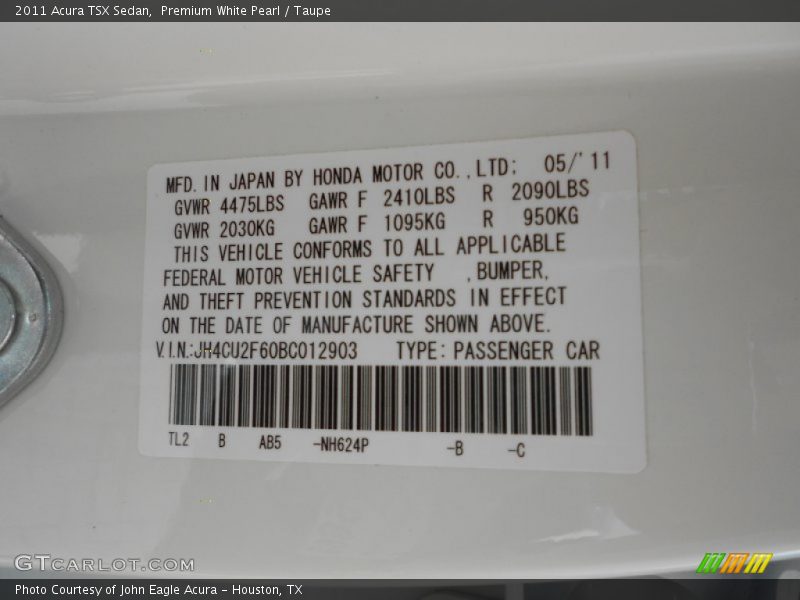 2011 Acura TSX Sedan,  Premium White Pearl / Taupe
MFD. IN JAPAN BY HONDA MOTOR CO.,LTD; 05/'11
GVWR 4475LBS GAWR F 2410LBS R 2090LBS
GVWR 2030KG GAWR F 1095KG R 950KG
THIS VEHICLE CONFORMS TO ALL APPLICABLE
FEDERAL MOTOR VEHICLE SAFETY ,BUMPER,
AND THEFT PREVENTION STANDARDS IN EFFECT
ON THE DATE OF MANUFACTURE SHOWN ABOVE.
V.I.N.:JH4CU2F60BC012903 TYPE: PASSENGER CAR
TL2 B AB5 -NH624P -B -C
GTcarlot.com
Photo Courtesy of John Eagle Acura - Houston, TX